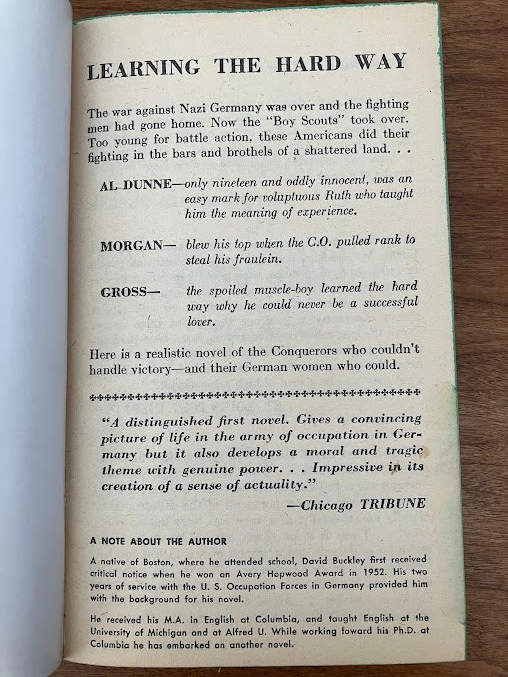 LEARNING THE HARD WAY
The war against Nazi Germany was over and the fighting
men had gone home. Now the "Boy Scouts" took over.
Too young for battle action, these Americans did their
fighting in the bars and brothels of a shattered land. . .
AL DUNNE—only nineteen and oddly innocent, was an
easy mark for voluptuous Ruth who taught
him the meaning of experience.
MORGAN— blew his top when the C.O. pulled rank to
steal his fraulein.
GROSS— the spoiled muscle-boy learned the hard
way why he could never be a successful
lover.
Here is a realistic novel of the Conquerors who couldn't
handle victory—and their German women who could.
"A distinguished first novel. Gives a convincing
picture of life in the army of occupation in Ger-
many but it also develops a moral and tragic
theme with genuine power. . . Impressive in its
creation of a sense of actuality."
—Chicago TRIBUNE
A NOTE ABOUT THE AUTHOR
A native of Boston, where he attended school, David Buckley first received
critical notice when he won an Avery Hopwood Award in 1952. His two
years of service with the U. S. Occupation Forces in Germany provided him
with the background for his novel.
He received his M.A. in English at Columbia, and taught English at the
University of Michigan and at Alfred U. While working toward his Ph.D. at
Columbia he has embarked on another novel.